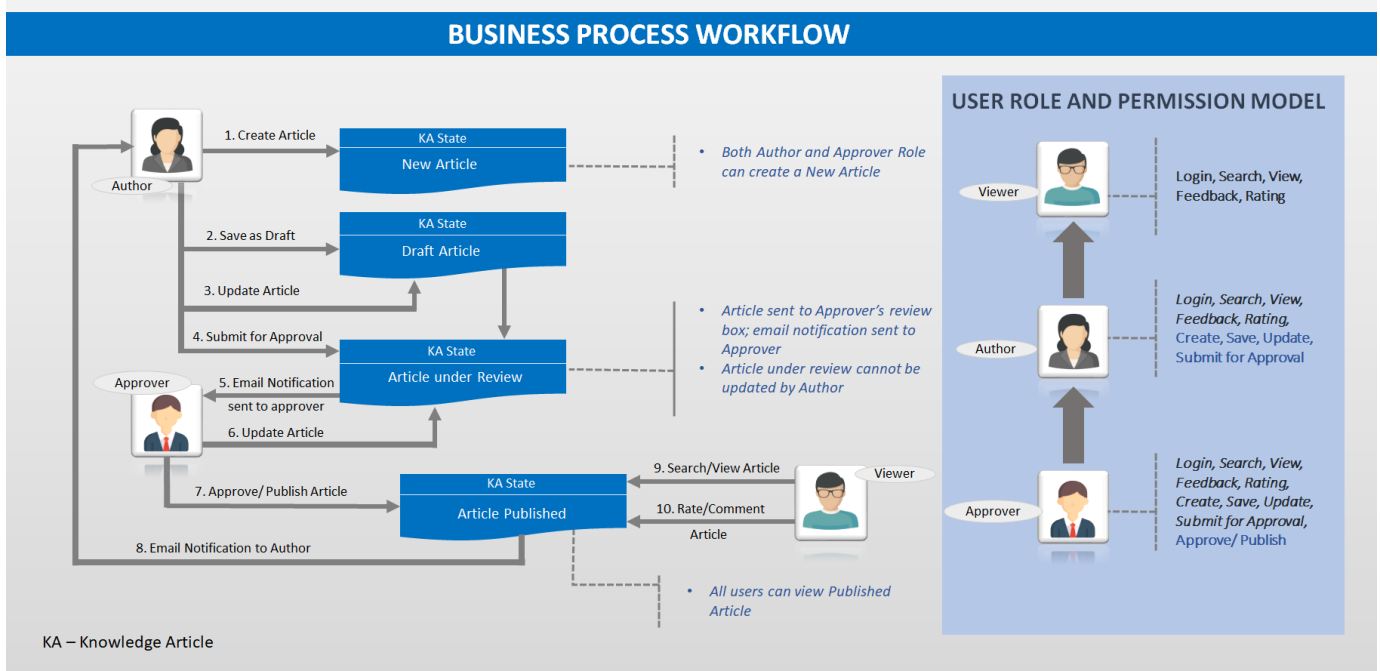 BUSINESS PROCESS WORKFLOW
Author
1. Create Article
KA State
New Article
• Both Author and Approver Role
can create a New Article
2. Save as Draft
KA State
Draft Article
3. Update Article
4. Submit for Approval
KA State
Article under Review
• Article sent to Approver's review
box; email notification sent to
Approver
• Article under review cannot be
updated by Author
Approver
5. Email Notification
sent to approver
6. Update Article
7. Approve/ Publish Article
KA State
Article Published
9. Search/View Article
Viewer
10. Rate/Comment
Article
8. Email Notification to Author
• All users can view Published
Article
KA – Knowledge Article
USER ROLE AND PERMISSION MODEL
Viewer
Login, Search, View,
Feedback, Rating
Author
Login, Search, View,
Feedback, Rating,
Create, Save, Update,
Submit for Approval
Approver
Login, Search, View,
Feedback, Rating,
Create, Save, Update,
Submit for Approval,
Approve/ Publish